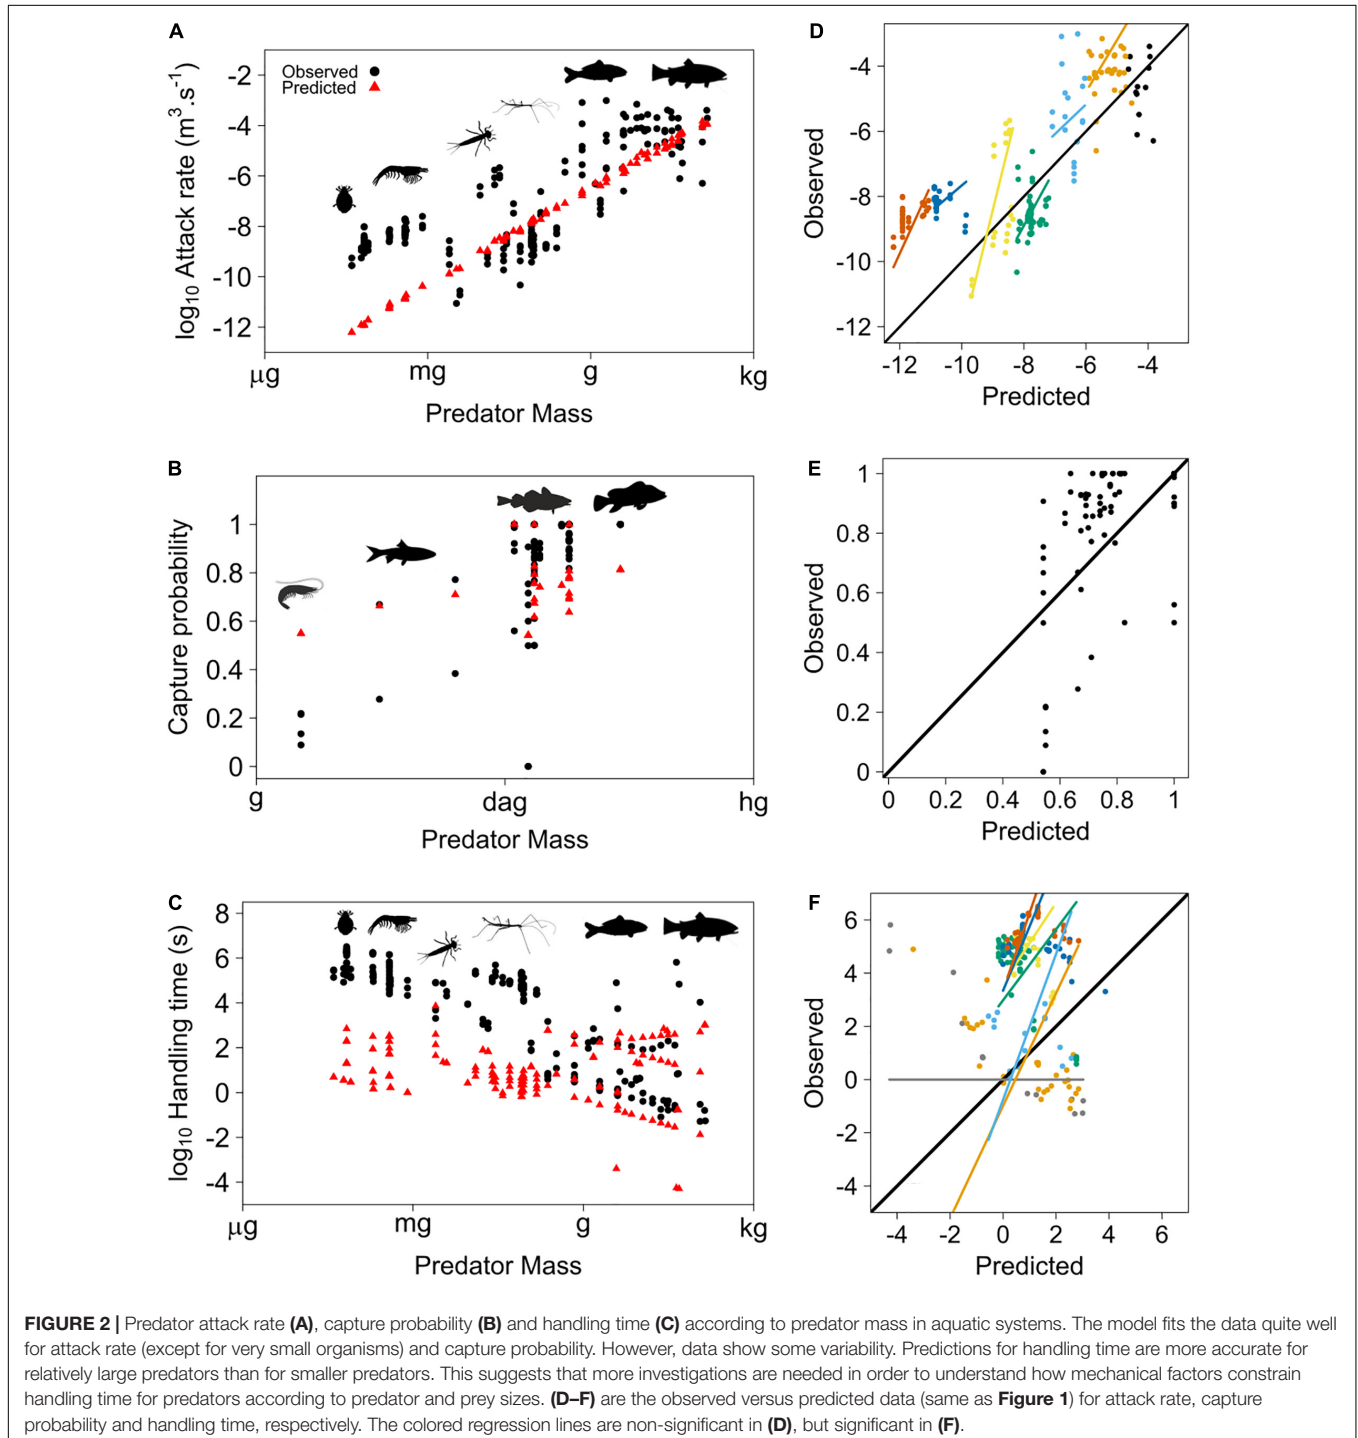 A
Observed
Predicted
log10 Attack rate (m3.s-1)
-2
-4
-6
-8
-10
-12
μg
mg
g
kg
Predator Mass
D
Observed
-4
-6
-8
-10
-12
-12
-10
-8
-6
-4
Predicted
B
Capture probability
1
0.8
0.6
0.4
0.2
0
g
dag
hg
Predator Mass
E
Observed
1
0.8
0.6
0.4
0.2
0
0
0.2
0.4
0.6
0.8
1
Predicted
C
log10 Handling time (s)
8
6
4
2
0
-2
-4
μg
mg
g
kg
Predator Mass
F
Observed
6
4
2
0
-2
-4
-4
-2
0
2
4
6
Predicted
FIGURE 2 | Predator attack rate (A), capture probability (B) and handling time (C) according to predator mass in aquatic systems. The model fits the data quite well
for attack rate (except for very small organisms) and capture probability. However, data show some variability. Predictions for handling time are more accurate for
relatively large predators than for smaller predators. This suggests that more investigations are needed in order to understand how mechanical factors constrain
handling time for predators according to predator and prey sizes. (D–F) are the observed versus predicted data (same as Figure 1) for attack rate, capture
probability and handling time, respectively. The colored regression lines are non-significant in (D), but significant in (F).